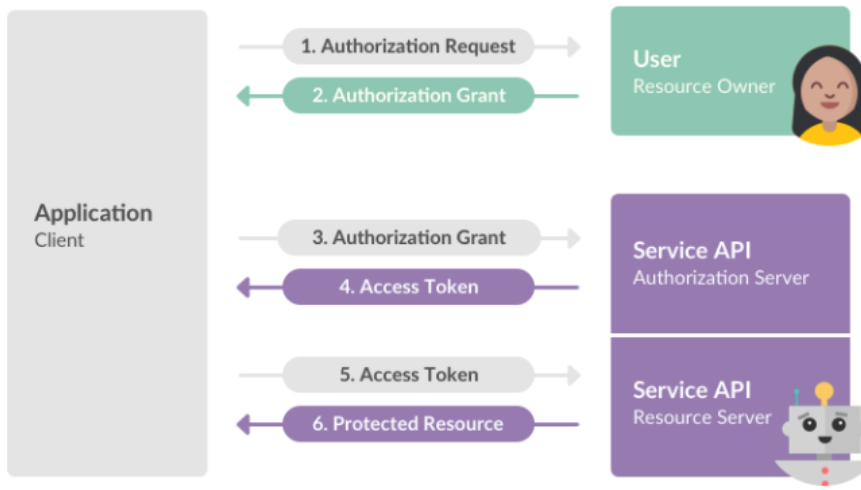 1. Authorization Request
User
Resource Owner
2. Authorization Grant
Application
Client
3. Authorization Grant
Service API
Authorization Server
4. Access Token
5. Access Token
Service API
Resource Server
6. Protected Resource